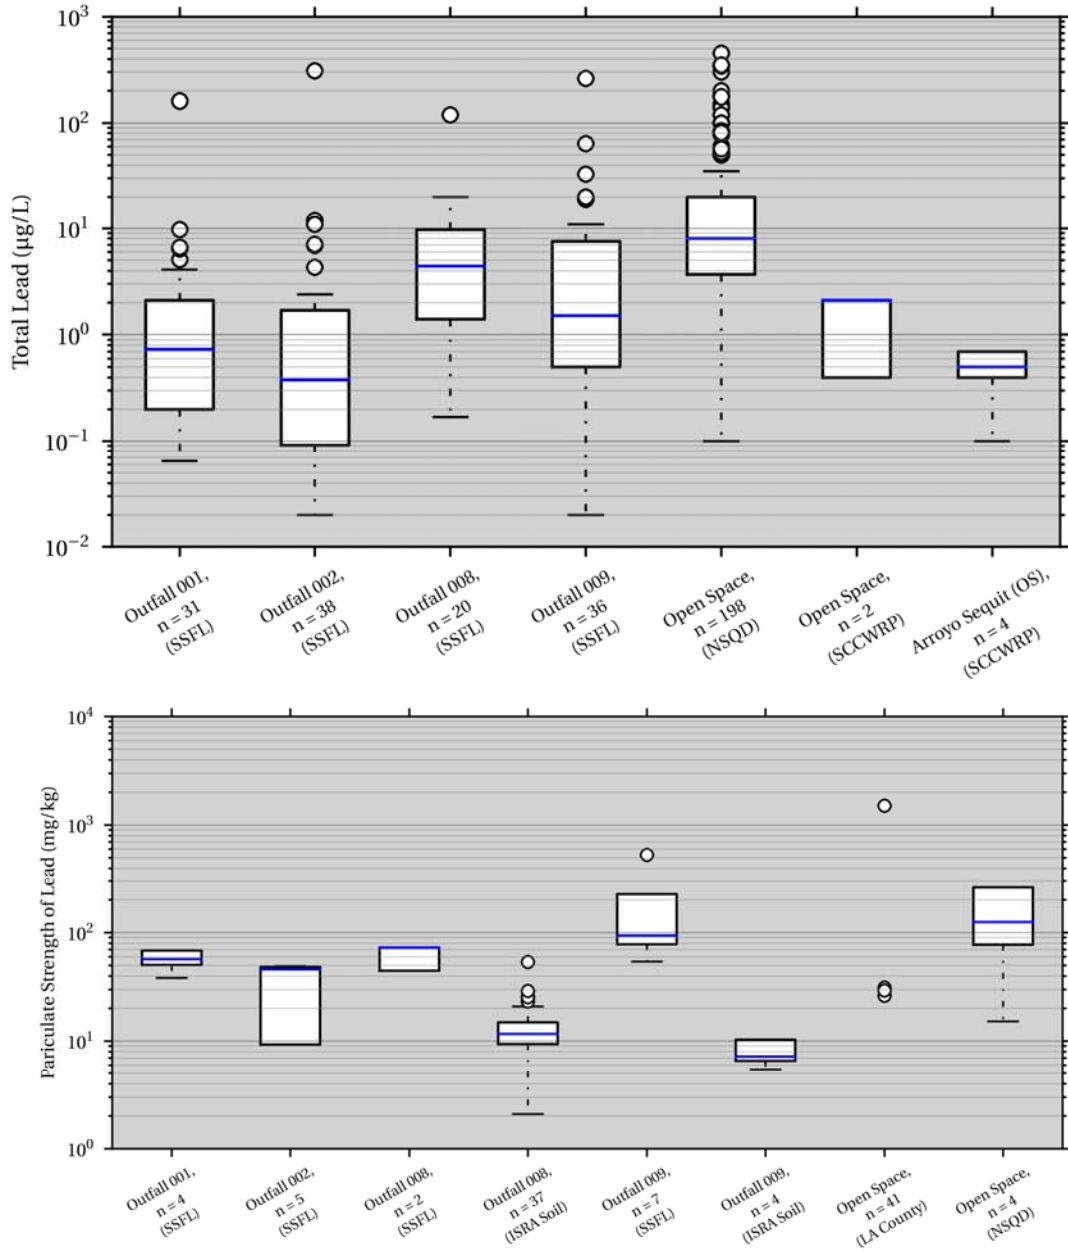 10³
10²
10¹
10⁰
10⁻¹
10⁻²
Total Lead (µg/L)
Outfall 001,
n = 31
(SSFL)
Outfall 002,
n = 38
(SSFL)
Outfall 008,
n = 20
(SSFL)
Outfall 009,
n = 36
(SSFL)
Open Space,
n = 198
(NSQD)
Open Space,
n = 2
(SCCWRP)
Arroyo Sequit (OS),
n = 4
(SCCWRP)
10⁴
10³
10²
10¹
10⁰
Pariculate Strength of Lead (mg/kg)
Outfall 001,
n = 4
(SSFL)
Outfall 002,
n = 5
(SSFL)
Outfall 008,
n = 2
(SSFL)
Outfall 008,
n = 37
(ISRA Soil)
Outfall 009,
n = 7
(SSFL)
Outfall 009,
n = 4
(ISRA Soil)
Open Space,
n = 41
(LA County)
Open Space,
n = 4
(NSQD)